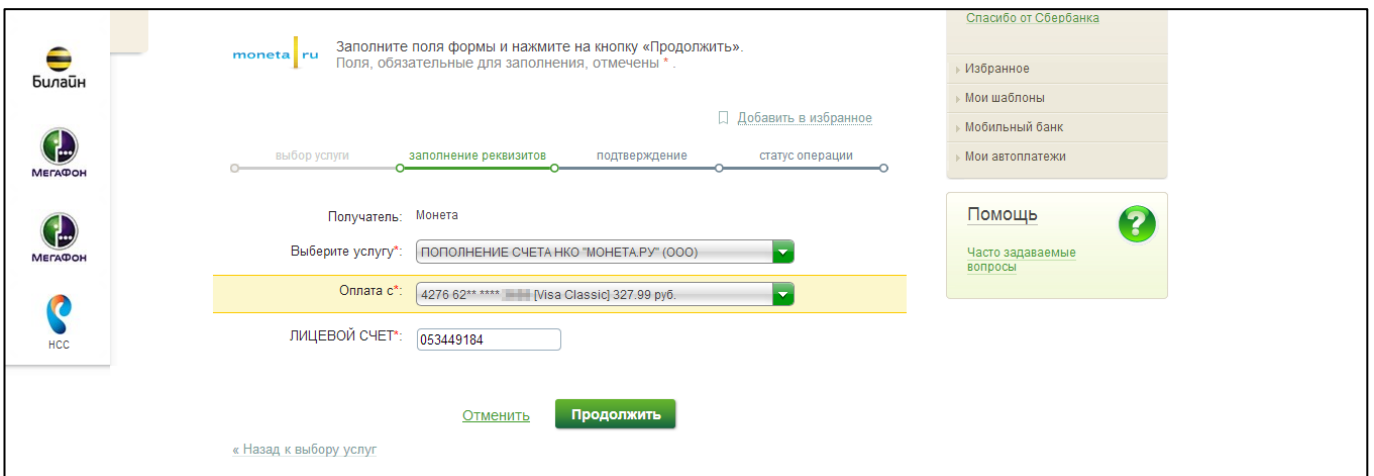 Билайн
МЕГАФОН
МЕГАФОН
НСС
moneta ru
Заполните поля формы и нажмите на кнопку «Продолжить».
Поля, обязательные для заполнения, отмечены * .
Добавить в избранное
выбор услуги
заполнение реквизитов
подтверждение
статус операции
Получатель: Монета
Выберите услугу*: ПОПОЛНЕНИЕ СЧЕТА НКО "МОНЕТА.РУ" (ООО)
Оплата с*: 4276 62** **** [Visa Classic] 327.99 руб.
ЛИЦЕВОЙ СЧЕТ*: 053449184
Отменить
Продолжить
« Назад к выбору услуг
Спасибо от Сбербанка
Избранное
Мои шаблоны
Мобильный банк
Мои автоплатежи
Помощь
?
Часто задаваемые
вопросы